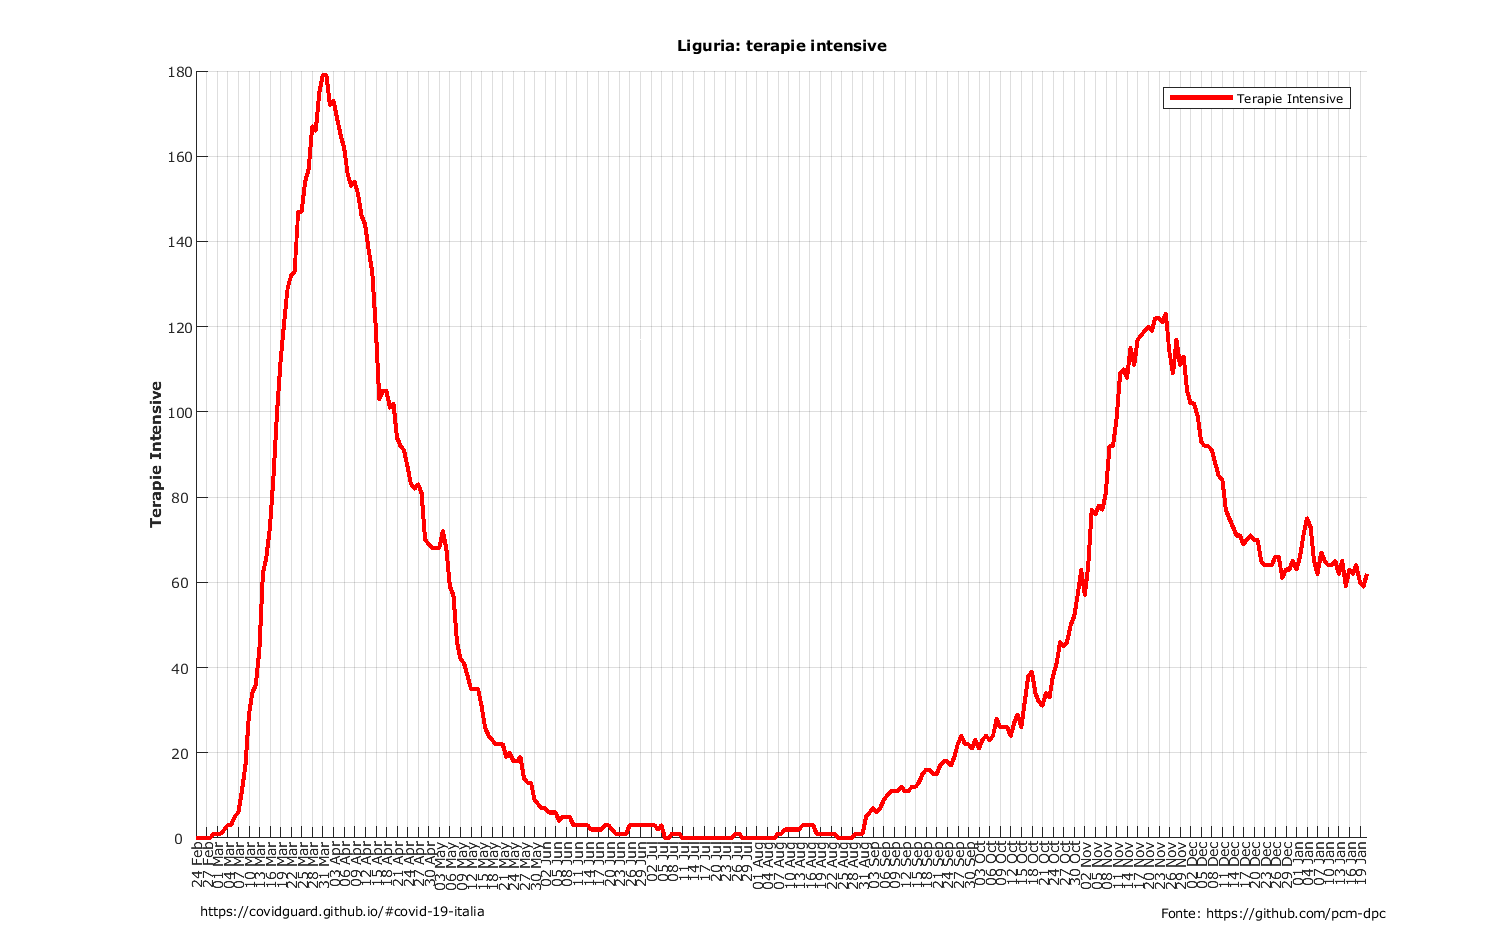 Liguria: terapie intensive
Terapie Intensive
Terapie Intensive
180
160
140
120
100
80
60
40
20
0
24 Feb
27 Feb
01 Mar
04 Mar
07 Mar
10 Mar
13 Mar
16 Mar
19 Mar
22 Mar
25 Mar
28 Mar
31 Mar
03 Apr
06 Apr
09 Apr
12 Apr
15 Apr
18 Apr
21 Apr
24 Apr
27 Apr
30 Apr
03 May
06 May
09 May
12 May
15 May
18 May
21 May
24 May
27 May
30 May
02 Jun
05 Jun
08 Jun
11 Jun
14 Jun
17 Jun
20 Jun
23 Jun
26 Jun
29 Jun
02 Jul
05 Jul
08 Jul
11 Jul
14 Jul
17 Jul
20 Jul
23 Jul
26 Jul
29 Jul
01 Aug
04 Aug
07 Aug
10 Aug
13 Aug
16 Aug
19 Aug
22 Aug
25 Aug
28 Aug
31 Aug
03 Sep
06 Sep
09 Sep
12 Sep
15 Sep
18 Sep
21 Sep
24 Sep
27 Sep
30 Sep
03 Oct
06 Oct
09 Oct
12 Oct
15 Oct
18 Oct
21 Oct
24 Oct
27 Oct
30 Oct
02 Nov
05 Nov
08 Nov
11 Nov
14 Nov
17 Nov
20 Nov
23 Nov
26 Nov
29 Nov
02 Dec
05 Dec
08 Dec
11 Dec
14 Dec
17 Dec
20 Dec
23 Dec
26 Dec
29 Dec
01 Jan
04 Jan
07 Jan
10 Jan
13 Jan
16 Jan
19 Jan
https://covidguard.github.io/#covid-19-italia
Fonte: https://github.com/pcm-dpc